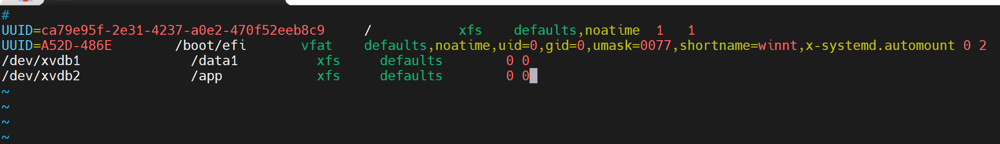 #
UUID=ca79e95f-2e31-4237-a0e2-470f52eeb8c9     /           xfs    defaults,noatime  1   1
UUID=A52D-486E        /boot/efi       vfat    defaults,noatime,uid=0,gid=0,umask=0077,shortname=winnt,x-systemd.automount 0 2
/dev/xvdb1              /data1          xfs     defaults        0 0
/dev/xvdb2              /app            xfs     defaults        0 0
~
~
~
~